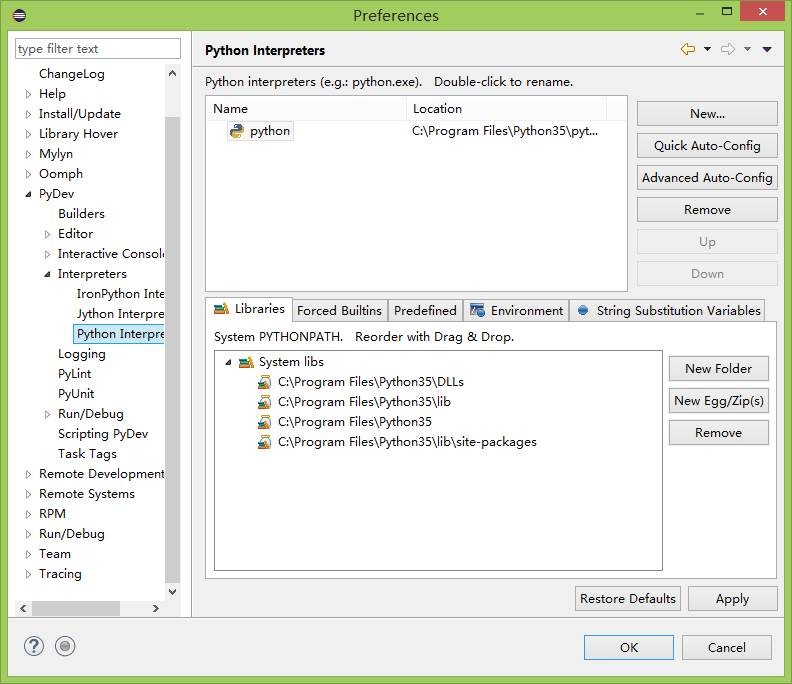 Preferences
type filter text
ChangeLog
Help
Install/Update
Library Hover
Mylyn
Oomph
PyDev
Builders
Editor
Interactive Console
Interpreters
IronPython Inte
Jython Interpre
Python Interpre
Logging
PyLint
PyUnit
Run/Debug
Scripting PyDev
Task Tags
Remote Development
Remote Systems
RPM
Run/Debug
Team
Tracing
Python Interpreters
Python interpreters (e.g.: python.exe).   Double-click to rename.
Name Location
python C:\Program Files\Python35\pyt...
New...
Quick Auto-Config
Advanced Auto-Config
Remove
Up
Down
Libraries Forced Builtins Predefined Environment String Substitution Variables
System PYTHONPATH.   Reorder with Drag & Drop.
System libs
C:\Program Files\Python35\DLLs
C:\Program Files\Python35\lib
C:\Program Files\Python35
C:\Program Files\Python35\lib\site-packages
New Folder
New Egg/Zip(s)
Remove
Restore Defaults Apply
OK Cancel